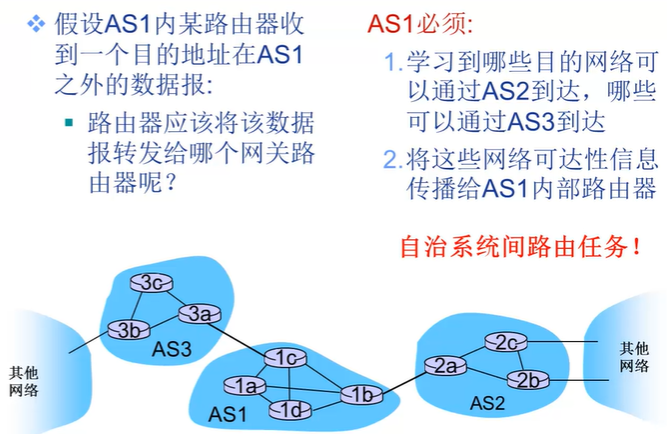 假设AS1内某路由器收
到一个目的地址在AS1
之外的数据报:
路由器应该将该数据
报转发给哪个网关路
由器呢？
AS1必须:
1.学习到哪些目的网络可
以通过AS2到达，哪些
可以通过AS3到达
2.将这些网络可达性信息
传播给AS1内部路由器
自治系统间路由任务！
3c
3a
3b
AS3
其他
网络
1c
1a
1b
1d
AS1
2c
2a
2b
AS2
其他
网络